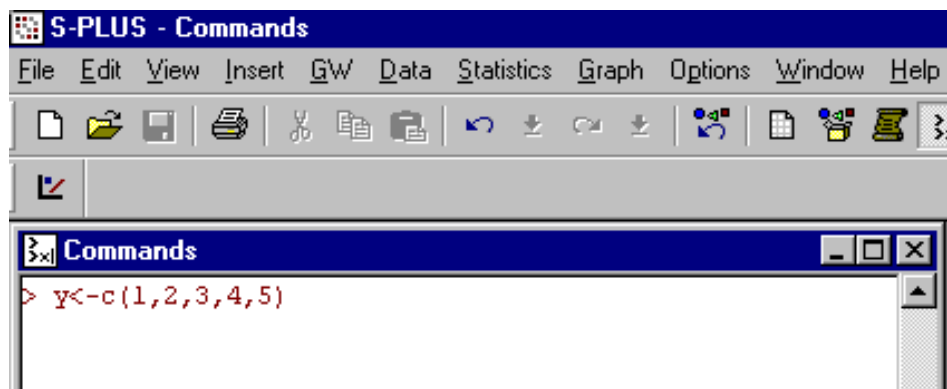 S-PLUS - Commands
File Edit View Insert GW Data Statistics Graph Options Window Help
Commands
> y<-c(1,2,3,4,5)